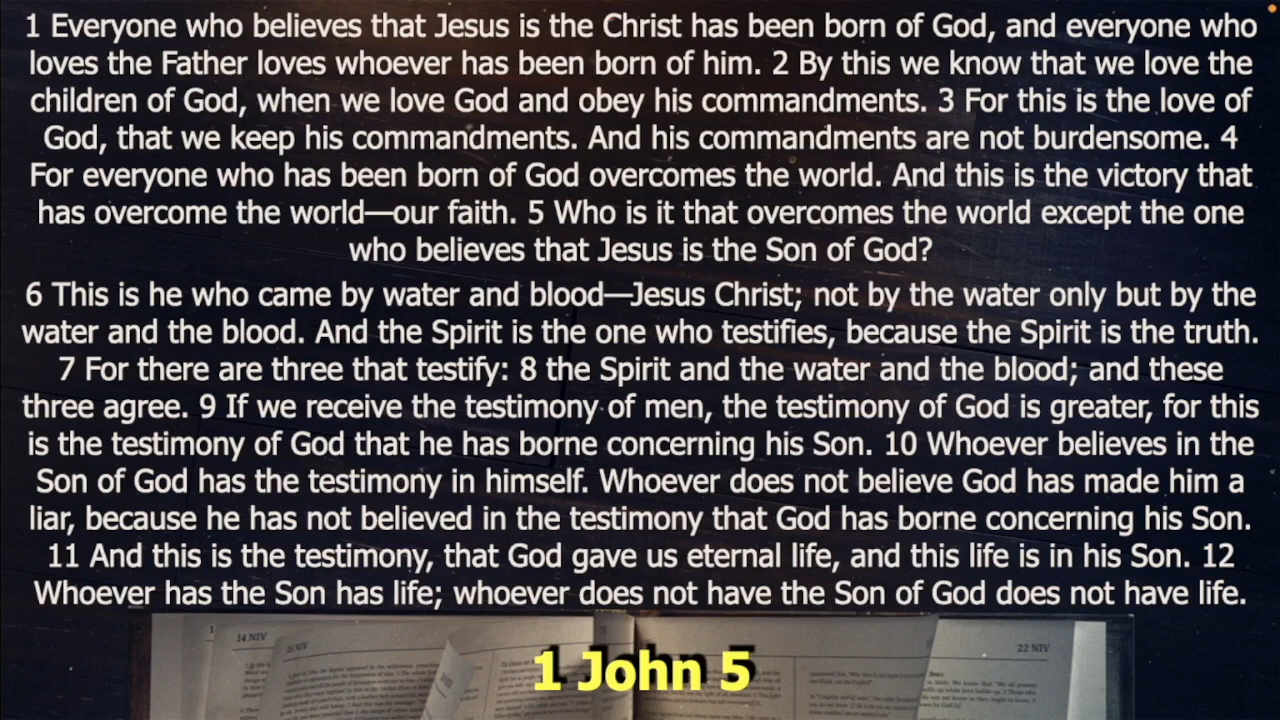 1 Everyone who believes that Jesus is the Christ has been born of God, and everyone who
loves the Father loves whoever has been born of him. 2 By this we know that we love the
children of God, when we love God and obey his commandments. 3 For this is the love of
God, that we keep his commandments. And his commandments are not burdensome. 4
For everyone who has been born of God overcomes the world. And this is the victory that
has overcome the world—our faith. 5 Who is it that overcomes the world except the one
who believes that Jesus is the Son of God?
6 This is he who came by water and blood—Jesus Christ; not by the water only but by the
water and the blood. And the Spirit is the one who testifies, because the Spirit is the truth.
7 For there are three that testify: 8 the Spirit and the water and the blood; and these
three agree. 9 If we receive the testimony of men, the testimony of God is greater, for this
is the testimony of God that he has borne concerning his Son. 10 Whoever believes in the
Son of God has the testimony in himself. Whoever does not believe God has made him a
liar, because he has not believed in the testimony that God has borne concerning his Son.
11 And this is the testimony, that God gave us eternal life, and this life is in his Son. 12
Whoever has the Son has life; whoever does not have the Son of God does not have life.
14 NIV
16 NIV
22 NIV
1 John 5